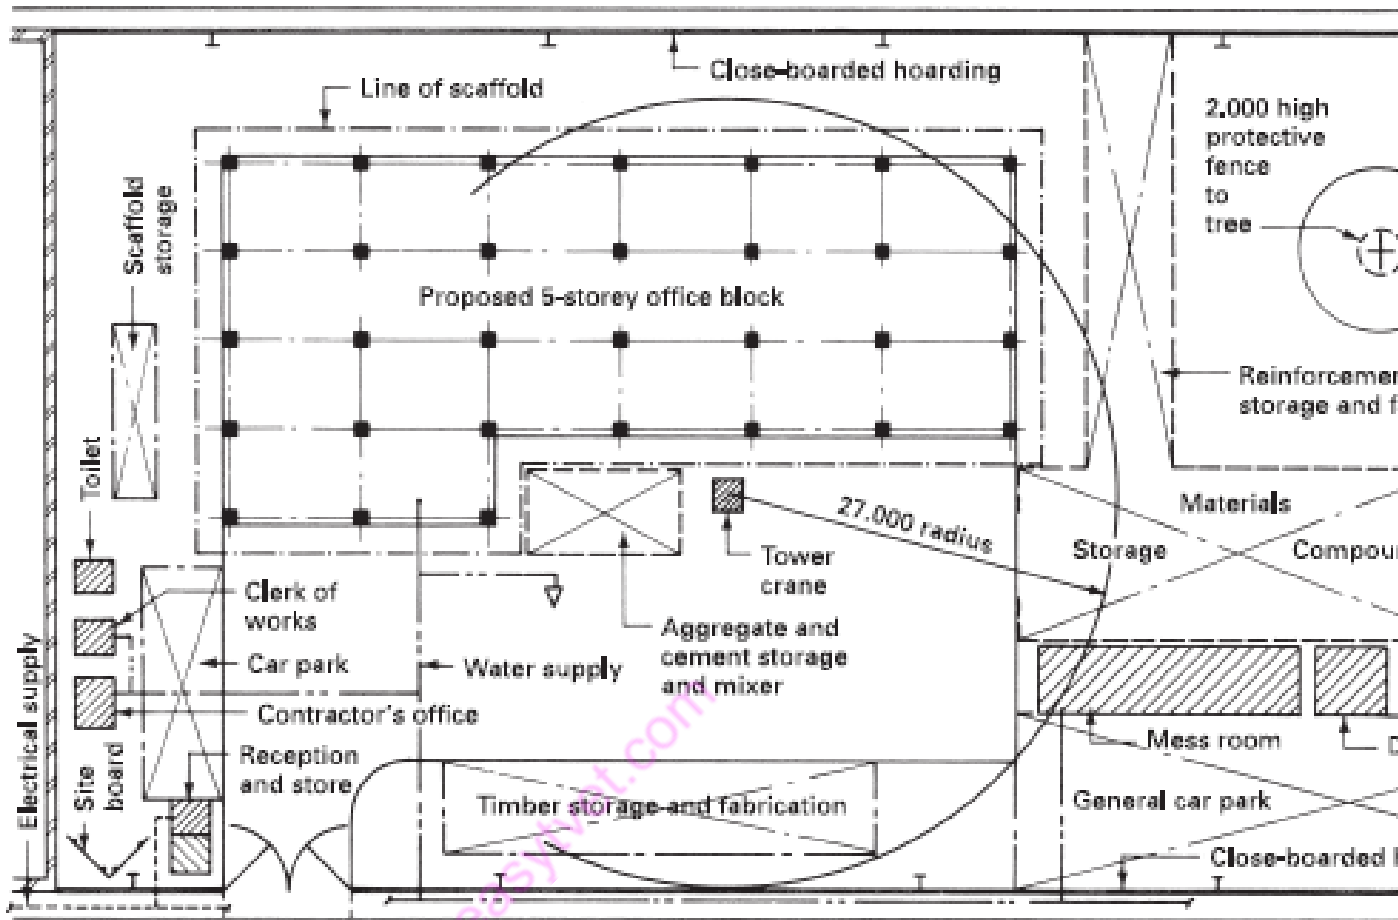 Close-boarded hoarding
Line of scaffold
2.000 high
protective
fence
to
tree
Scaffold
storage
Proposed 5-storey office block
Reinforcemen
storage and f
Toilet
Materials
Storage
Compou
27.000 radius
Tower
crane
Clerk of
works
Aggregate and
cement storage
and mixer
Car park
Water supply
Contractor's office
Electrical supply
Site
board
Reception
and store
Mess room
D
Timber storage and fabrication
General car park
Close-boarded h
easytvet.com